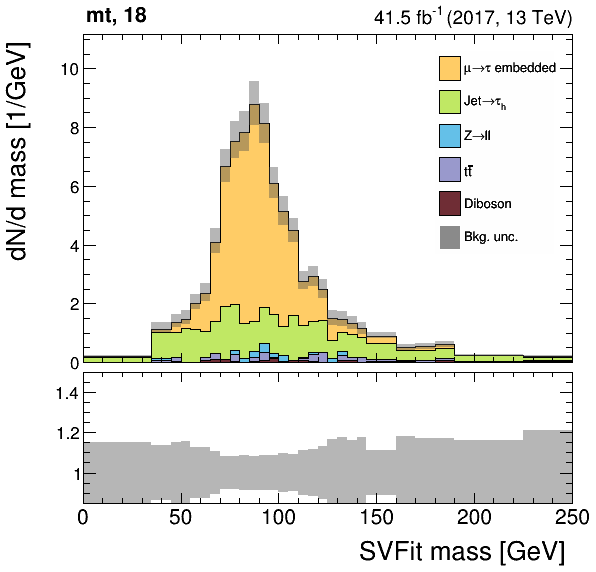 mt, 18
41.5 fb⁻¹ (2017, 13 TeV)
dN/d mass [1/GeV]
10
8
6
4
2
0
μ→τ embedded
Jet→τₕ
Z→ll
tt̅
Diboson
Bkg. unc.
1.4
1.2
1
0 50 100 150 200 250
SVFit mass [GeV]